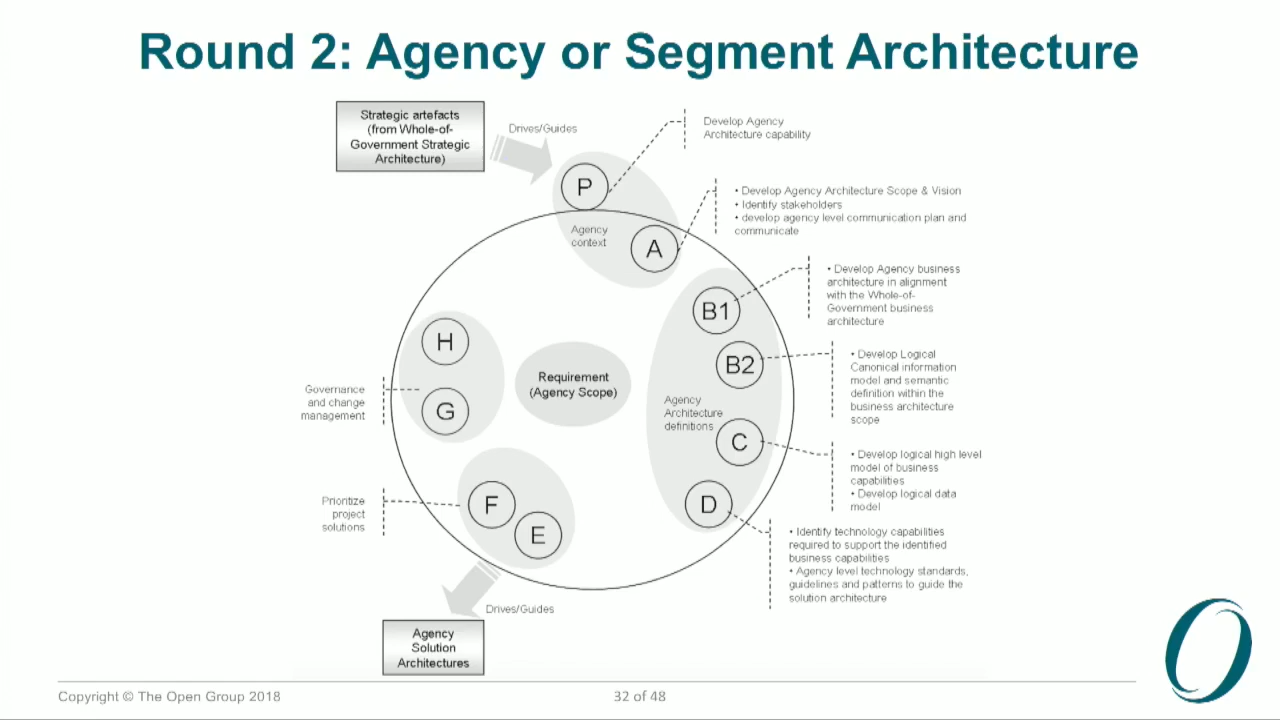 Round 2: Agency or Segment Architecture
Strategic artefacts
(from Whole-of-
Government Strategic
Architecture)
Drives/Guides
Develop Agency
Architecture capability
P
• Develop Agency Architecture Scope & Vision
• Identify stakeholders
• develop agency level communication plan and
communicate
Agency
context
A
• Develop Agency business
architecture in alignment
with the Whole-of-
Government business
architecture
B1
H
B2
• Develop Logical
Canonical information
model and semantic
definition within the
business architecture
scope
Requirement
(Agency Scope)
Governance
and change
management
G
Agency
Architecture
definitions
C
• Develop logical high level
model of business
capabilities
• Develop logical data
model
Prioritize
project
solutions
F
E
D
• Identify technology capabilities
required to support the identified
business capabilities
• Agency level technology standards,
guidelines and patterns to guide the
solution architecture
Drives/Guides
Agency
Solution
Architectures
Copyright © The Open Group 2018
32 of 48